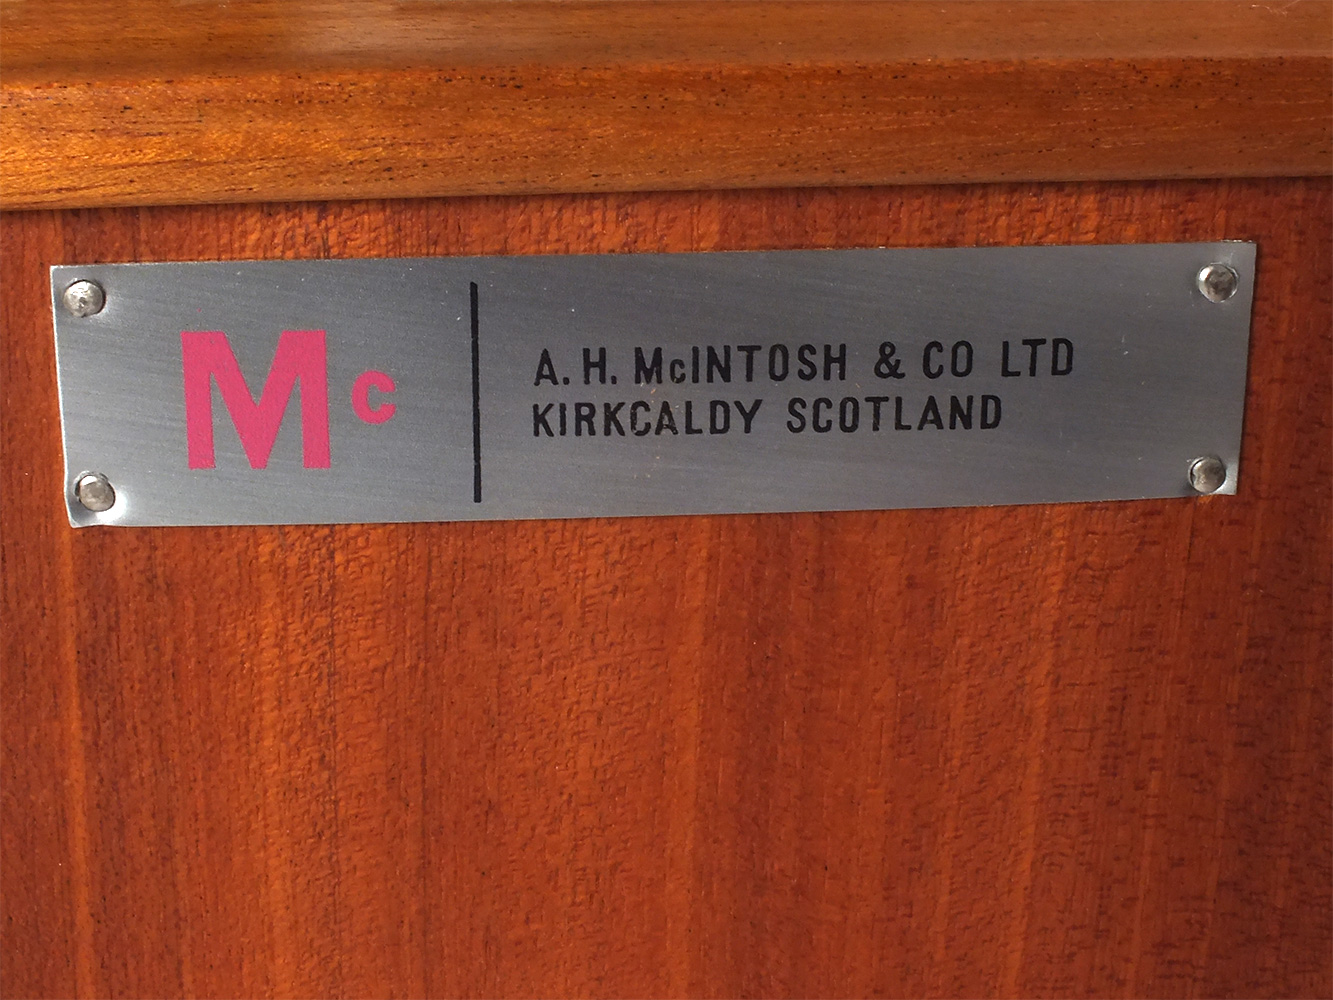 Mc
A. H. McINTOSH & CO LTD
KIRKCALDY SCOTLAND